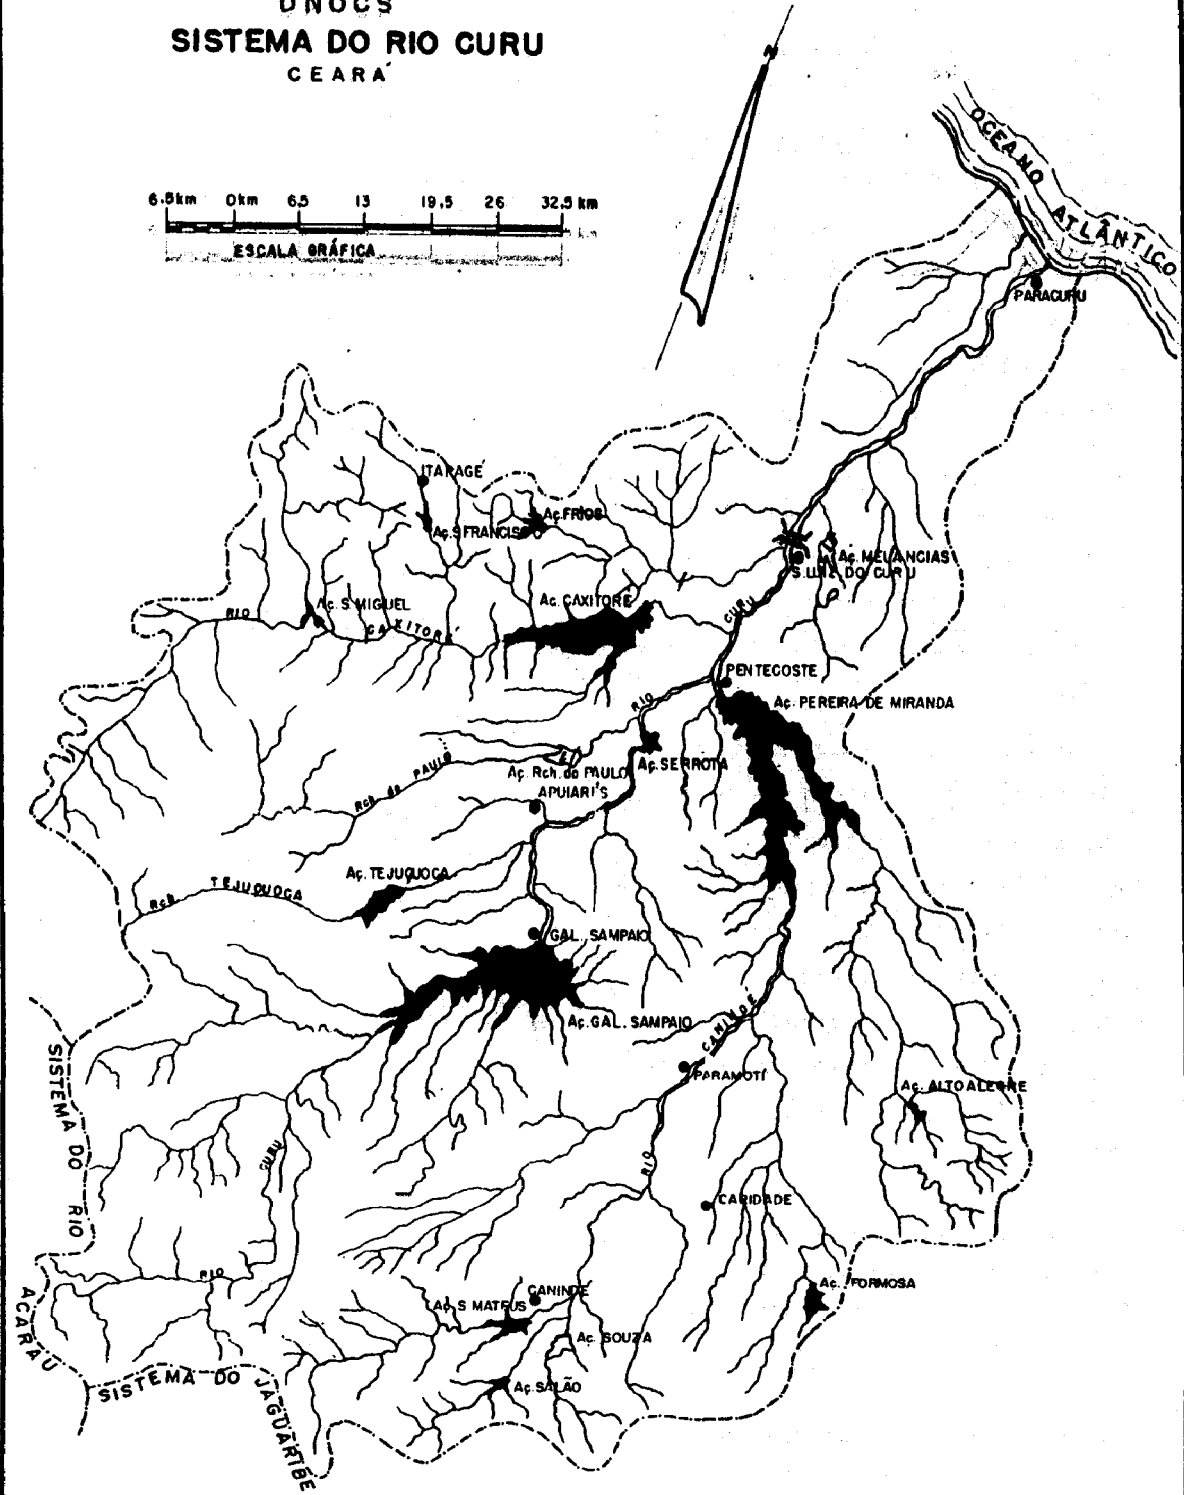 DNOCS
SISTEMA DO RIO CURU
CEARÁ
N
6.5km 0km 6.5 13 19.5 26 32.5 km
ESCALA GRÁFICA
OCEANO ATLÂNTICO
PARACURU
ITAPAGÉ
Aç. FRIOS
Aç. S FRANCISCO
Aç. MELANCIAS
S. LUIZ DO CURU
Aç. CAXITORÉ
Aç. S. MIGUEL
RIO CAXITORÉ
CURU
PENTECOSTE
RIO
Aç. PEREIRA DE MIRANDA
Aç. SERROTA
Rch. do PAULO
Aç. Rch. do PAULO
APUIARÍ'S
Aç. TEJUÇUOCA
Rch. TEJUÇUOCA
GAL. SAMPAIO
Aç. GAL. SAMPAIO
CANINDÉ
PARAMOTÍ
Aç. ALTO ALEGRE
SISTEMA DO RIO
ACARAÚ
CURU
RIO
CARIDADE
RIO
Aç. FORMOSA
CANINDÉ
Aç. S MATEUS
Aç. SOUZA
Aç. SALÃO
SISTEMA DO JAGUARIBE